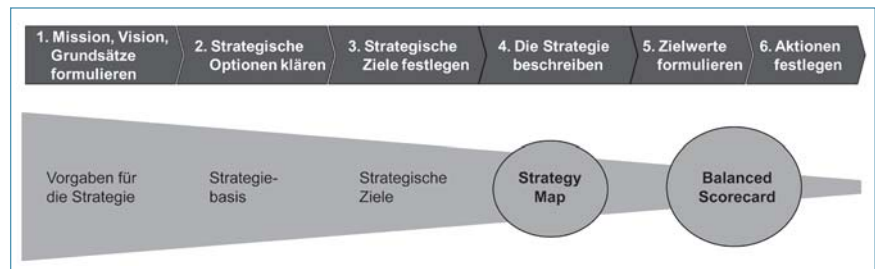 1. Mission, Vision,
Grundsätze
formulieren
2. Strategische
Optionen klären
3. Strategische
Ziele festlegen
4. Die Strategie
beschreiben
5. Zielwerte
formulieren
6. Aktionen
festlegen
Vorgaben für
die Strategie
Strategie-
basis
Strategische
Ziele
Strategy
Map
Balanced
Scorecard